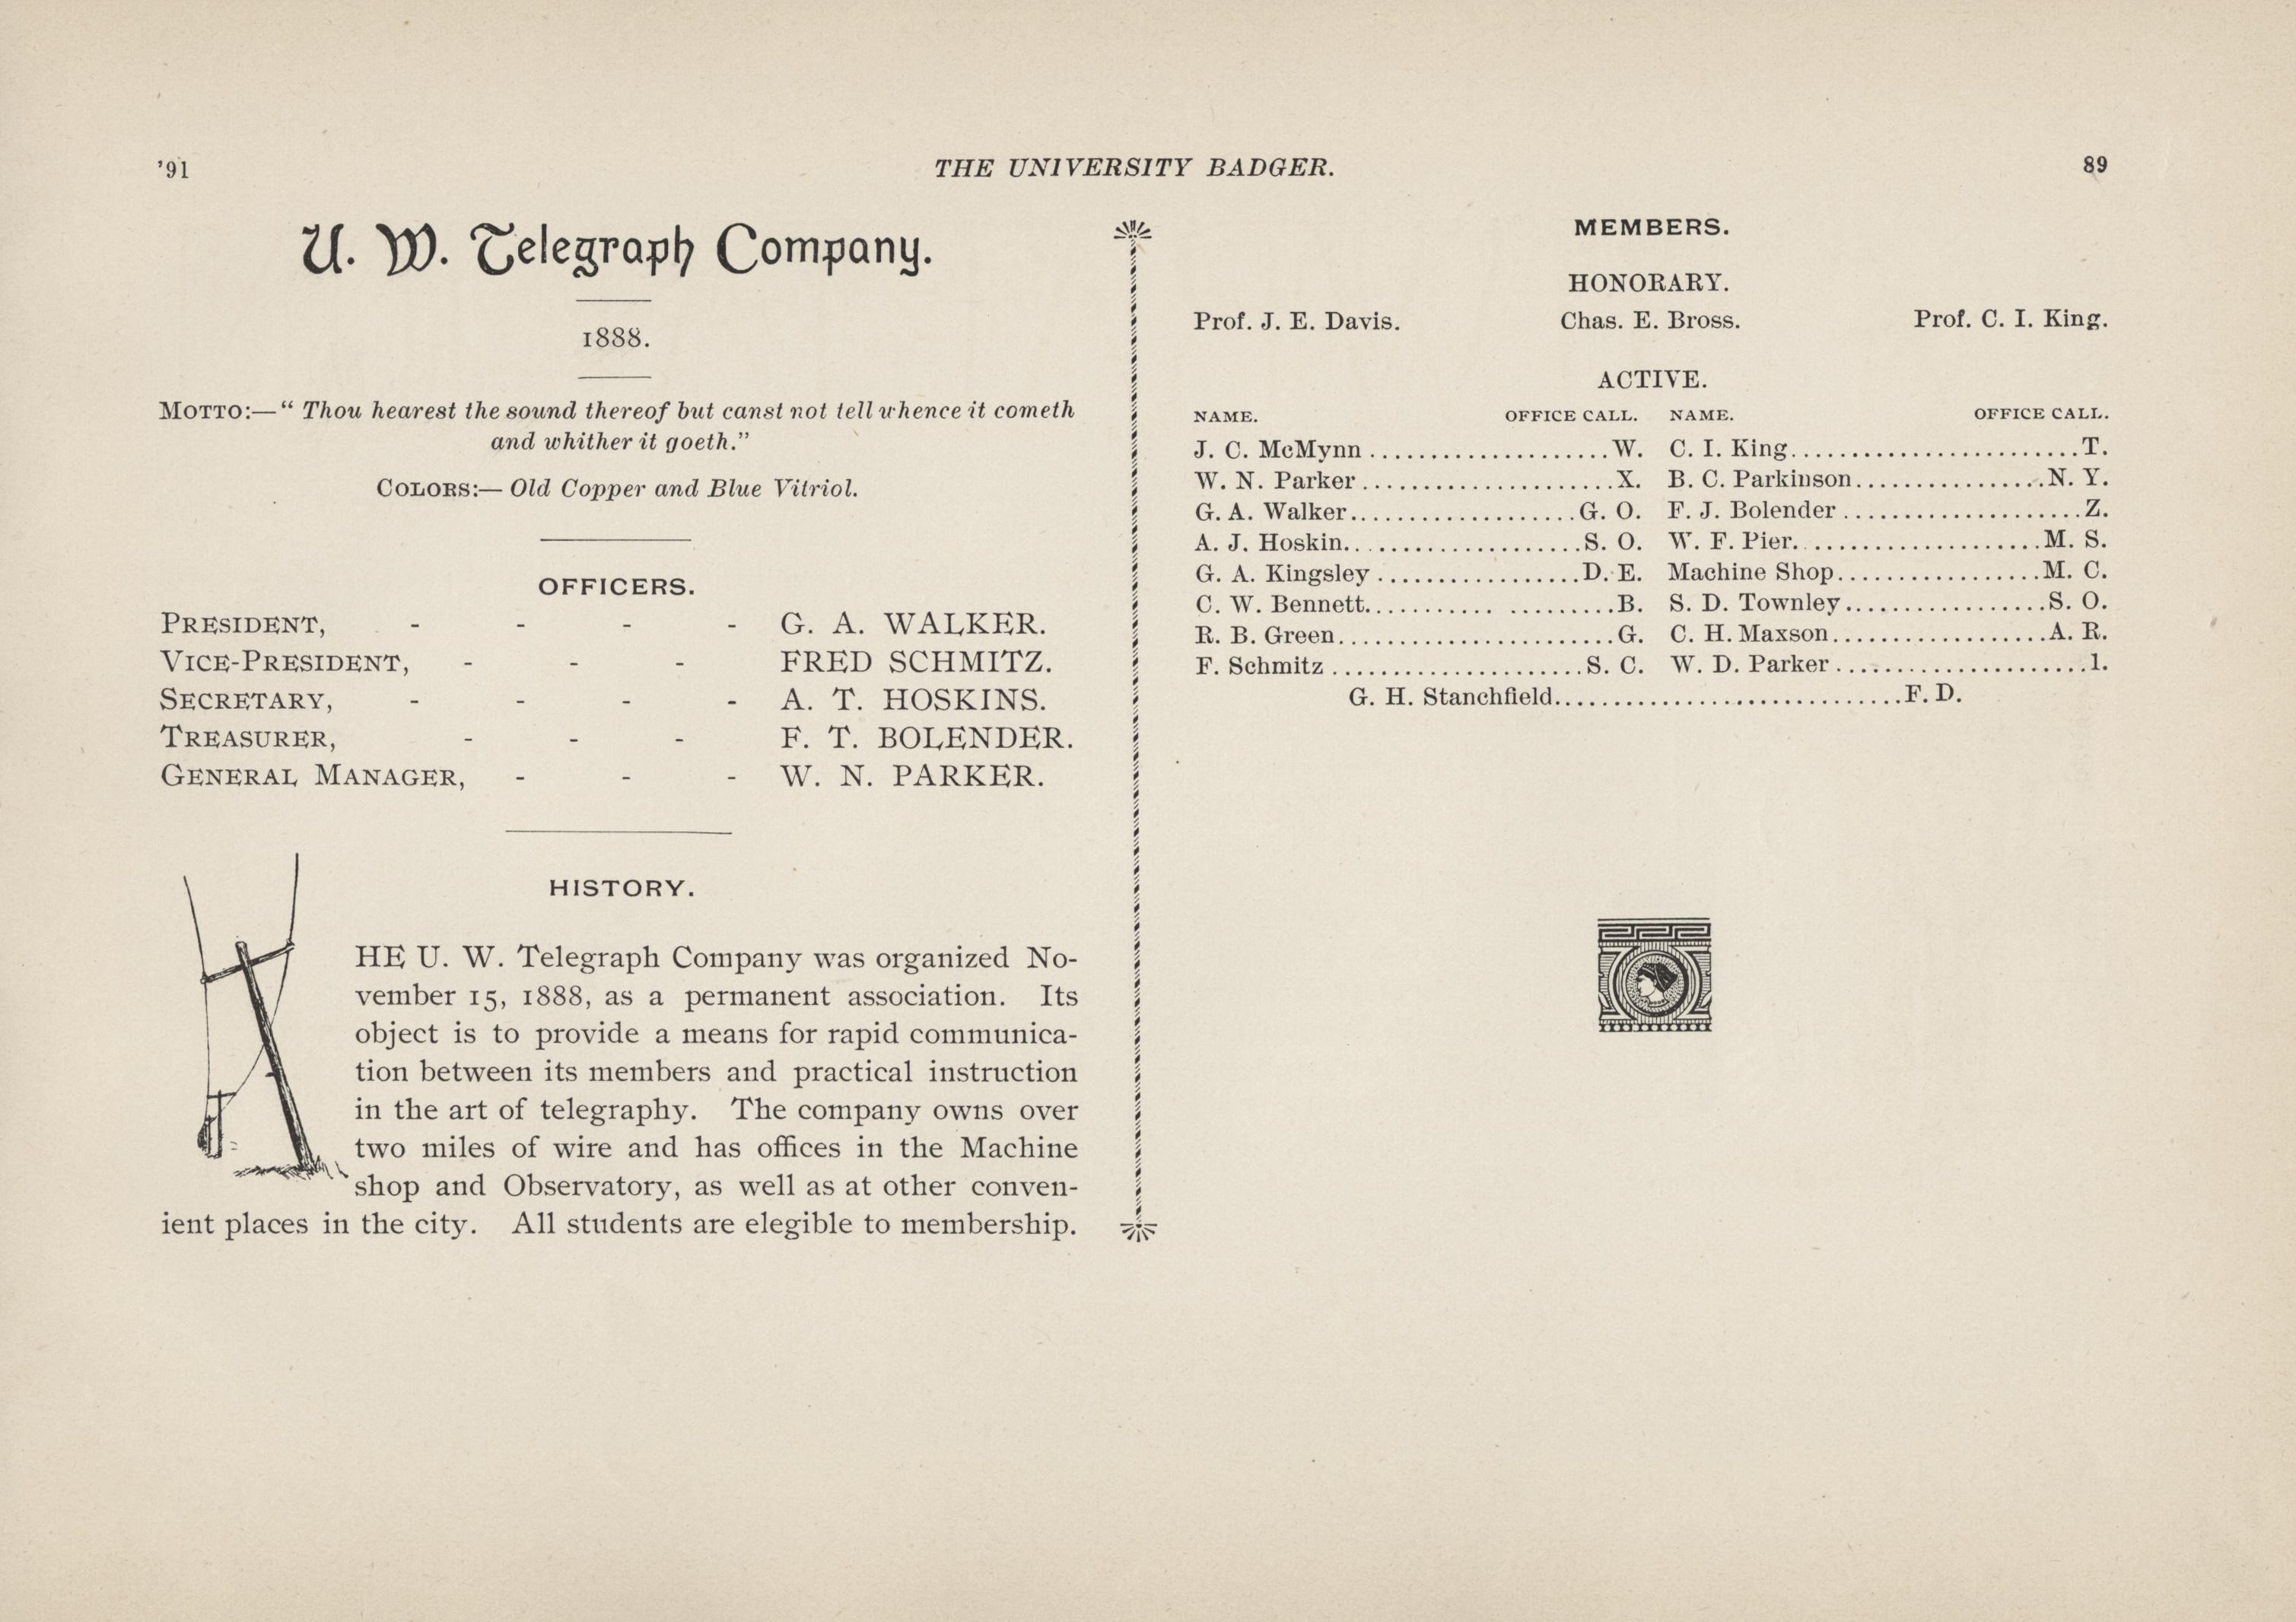 '91
THE UNIVERSITY BADGER.
89
U. W. Telegraph Company.
1888.
MOTTO:—" Thou hearest the sound thereof but canst not tell whence it cometh
and whither it goeth."
COLORS:— Old Copper and Blue Vitriol.
OFFICERS.
PRESIDENT, - - - - G. A. WALKER.
VICE-PRESIDENT, - - - FRED SCHMITZ.
SECRETARY, - - - - A. T. HOSKINS.
TREASURER, - - - F. T. BOLENDER.
GENERAL MANAGER, - - - W. N. PARKER.
HISTORY.
HE U. W. Telegraph Company was organized No-
vember 15, 1888, as a permanent association. Its
object is to provide a means for rapid communica-
tion between its members and practical instruction
in the art of telegraphy. The company owns over
two miles of wire and has offices in the Machine
shop and Observatory, as well as at other conven-
ient places in the city. All students are elegible to membership.
MEMBERS.
HONORARY.
Prof. J. E. Davis. Chas. E. Bross. Prof. C. I. King.
ACTIVE.
NAME. OFFICE CALL. NAME. OFFICE CALL.
J. C. McMynn.....................W. C. I. King.........................T.
W. N. Parker......................X. B. C. Parkinson.................N. Y.
G. A. Walker....................G. O. F. J. Bolender.....................Z.
A. J. Hoskin.....................S. O. W. F. Pier......................M. S.
G. A. Kingsley..................D. E. Machine Shop..................M. C.
C. W. Bennett.....................B. S. D. Townley..................S. O.
R. B. Green........................G. C. H. Maxson...................A. R.
F. Schmitz......................S. C. W. D. Parker......................1.
G. H. Stanchfield..............................F. D.